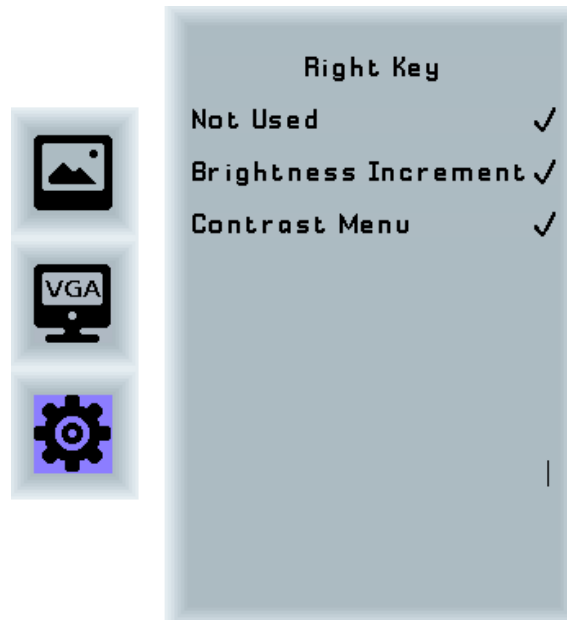 Right Key
Not Used ✓
Brightness Increment ✓
Contrast Menu ✓
VGA